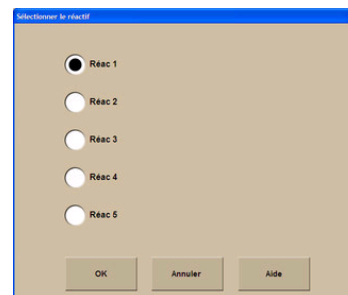 Sélectionner le réactif
Réac 1
Réac 2
Réac 3
Réac 4
Réac 5
OK Annuler Aide